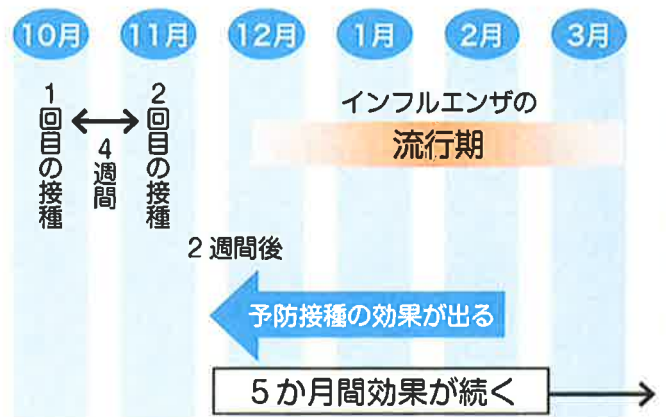 10月 11月 12月 1月 2月 3月
1回目の接種
4週間
2回目の接種
インフルエンザの
流行期
2週間後
予防接種の効果が出る
5か月間効果が続く